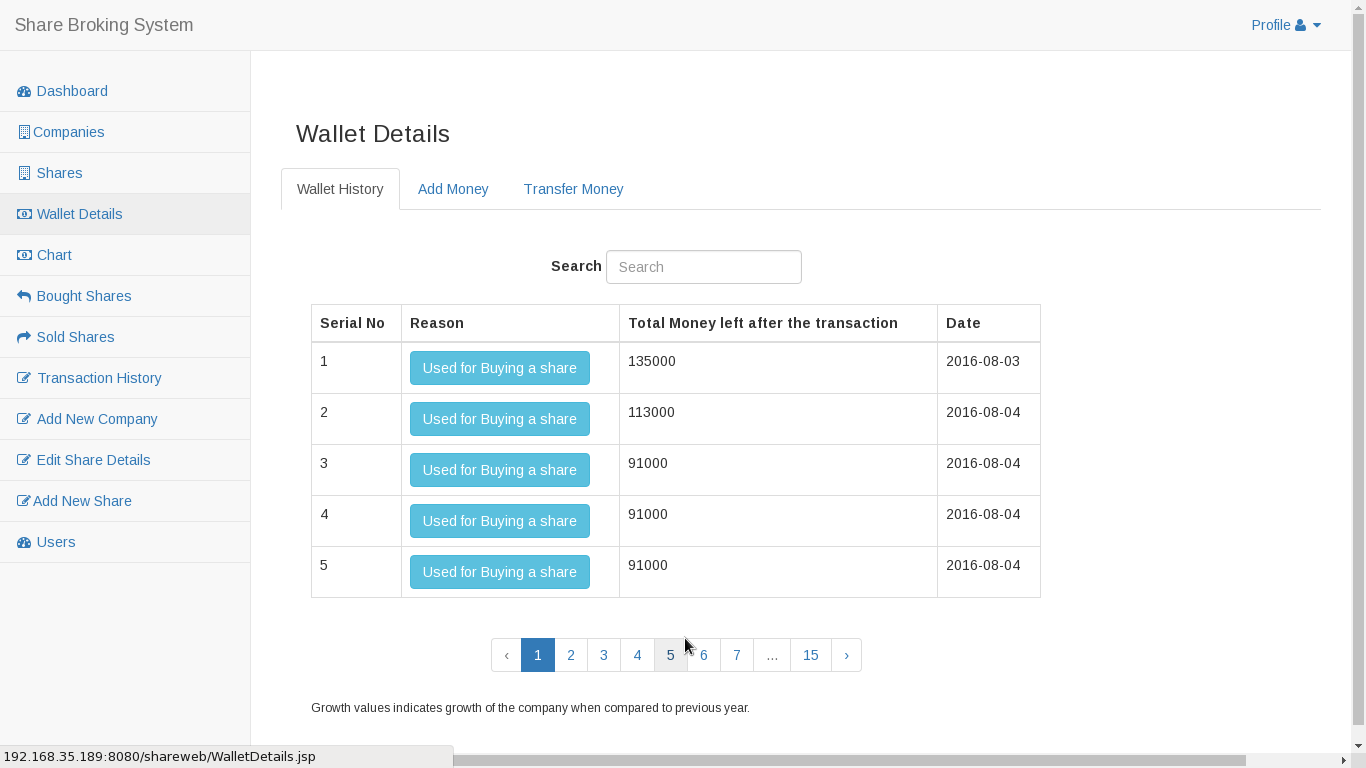 Share Broking System
Profile
Dashboard
Companies
Shares
Wallet Details
Chart
Bought Shares
Sold Shares
Transaction History
Add New Company
Edit Share Details
Add New Share
Users
Wallet Details
Wallet History Add Money Transfer Money
Search Search
Serial No Reason Total Money left after the transaction Date
1 Used for Buying a share 135000 2016-08-03
2 Used for Buying a share 113000 2016-08-04
3 Used for Buying a share 91000 2016-08-04
4 Used for Buying a share 91000 2016-08-04
5 Used for Buying a share 91000 2016-08-04
‹ 1 2 3 4 5 6 7 ... 15 ›
Growth values indicates growth of the company when compared to previous year.
192.168.35.189:8080/shareweb/WalletDetails.jsp